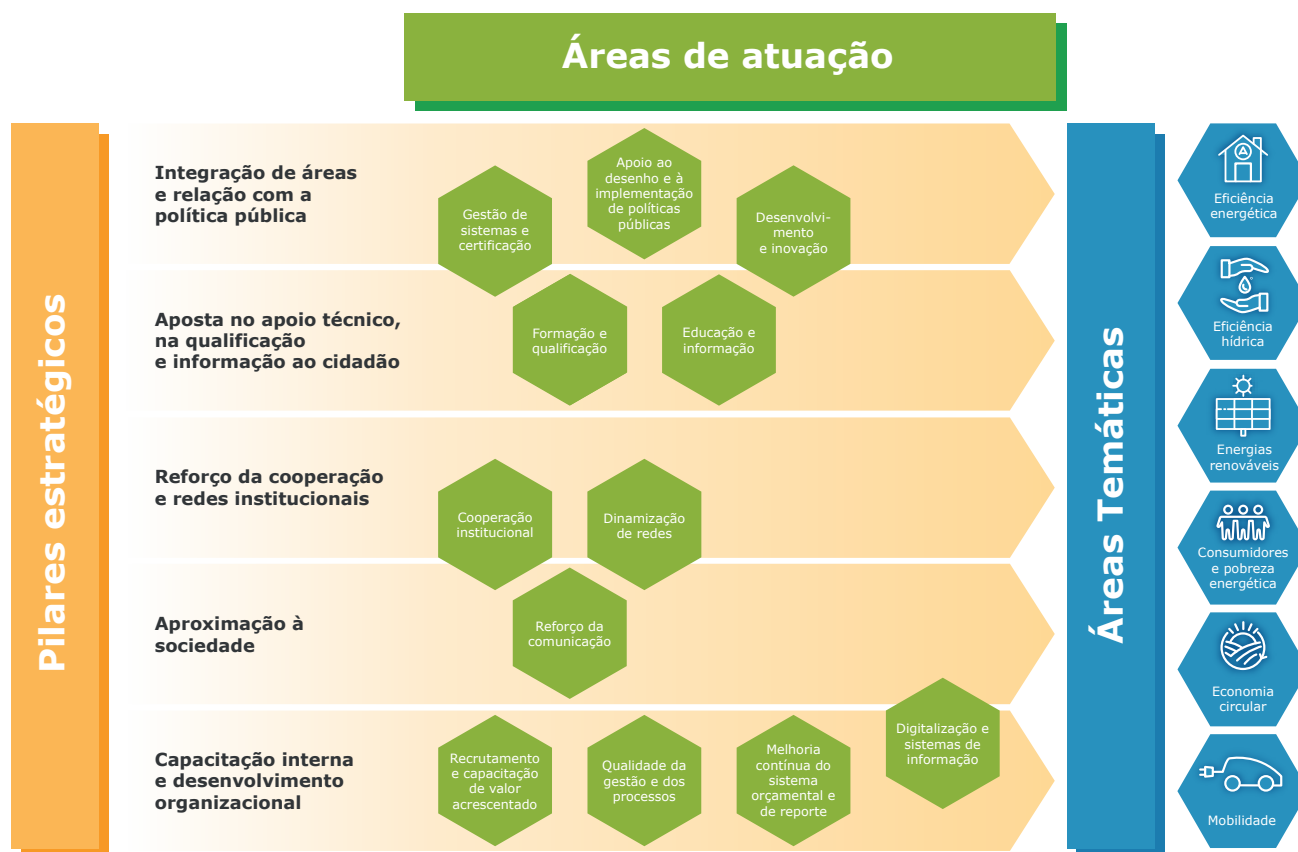 Áreas de atuação
Pilares estratégicos
Integração de áreas
e relação com a
política pública
Gestão de
sistemas e
certificação
Apoio ao
desenho e à
implementação
de políticas
públicas
Desenvolvi-
mento
e inovação
Aposta no apoio técnico,
na qualificação
e informação ao cidadão
Formação e
qualificação
Educação e
informação
Reforço da cooperação
e redes institucionais
Cooperação
institucional
Dinamização
de redes
Aproximação à
sociedade
Reforço da
comunicação
Capacitação interna
e desenvolvimento
organizacional
Recrutamento
e capacitação
de valor
acrescentado
Qualidade da
gestão e dos
processos
Melhoria
contínua do
sistema
orçamental e
de reporte
Digitalização e
sistemas de
informação
Áreas Temáticas
Eficiência
energética
Eficiência
hídrica
Energias
renováveis
Consumidores
e pobreza
energética
Economia
circular
Mobilidade